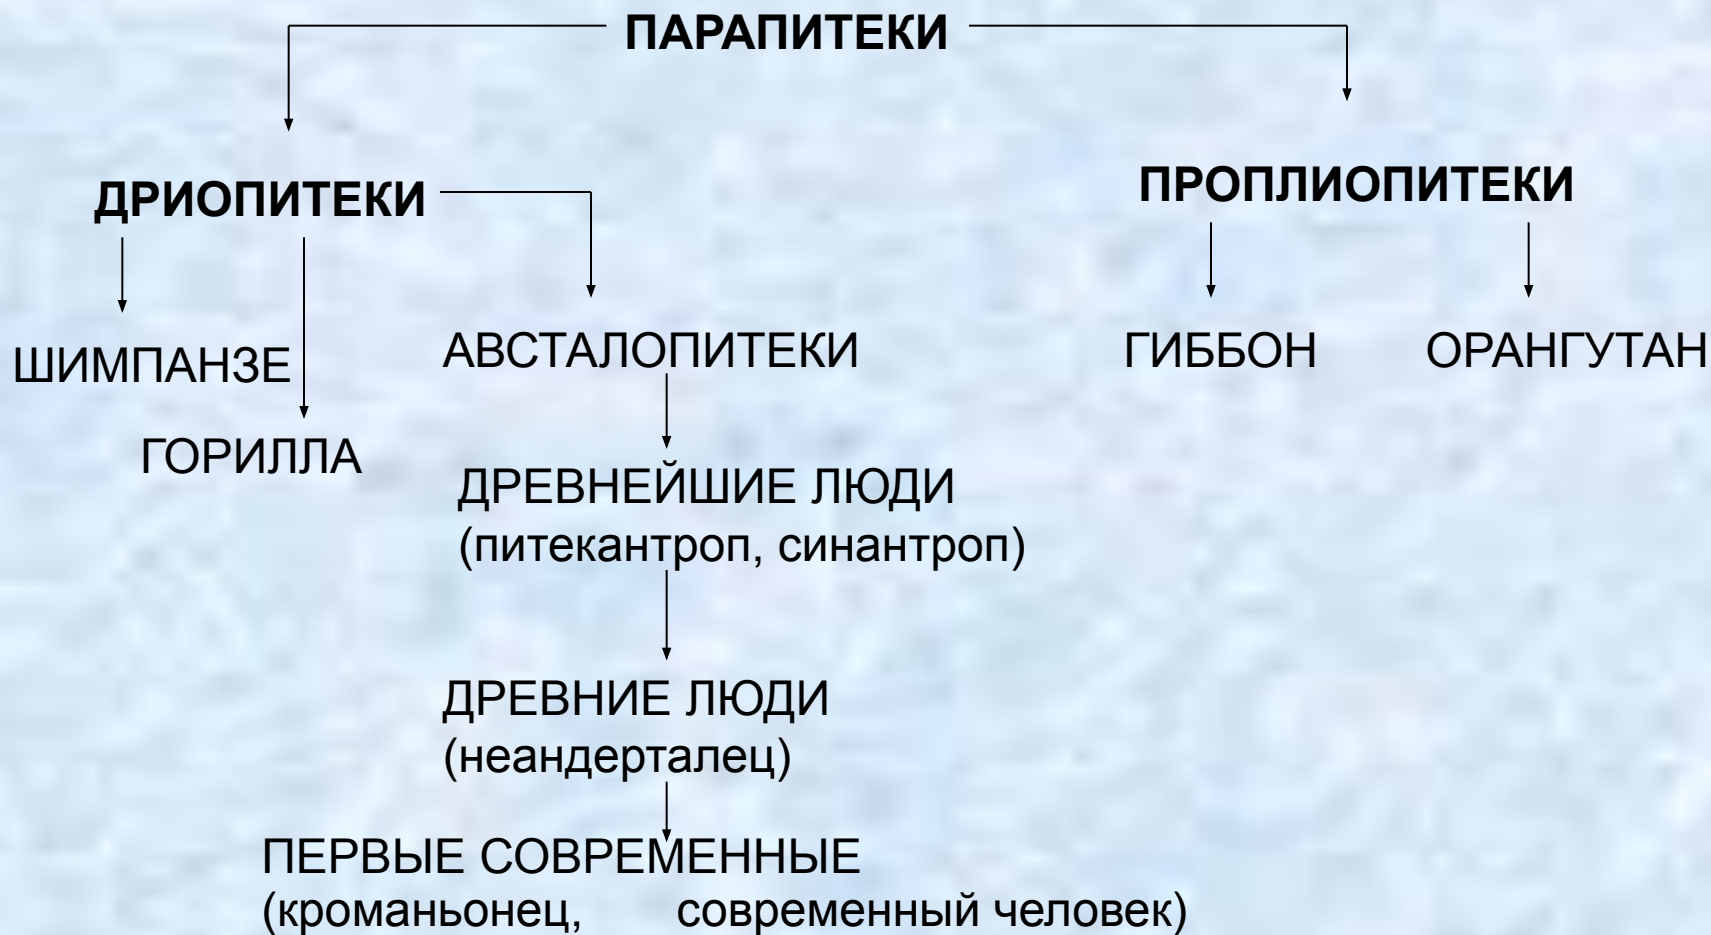 ПАРАПИТЕКИ
ДРИОПИТЕКИ
ПРОПЛИОПИТЕКИ
ШИМПАНЗЕ
АВСТАЛОПИТЕКИ
ГИББОН
ОРАНГУТАН
ГОРИЛЛА
ДРЕВНЕЙШИЕ ЛЮДИ
(питекантроп, синантроп)
ДРЕВНИЕ ЛЮДИ
(неандерталец)
ПЕРВЫЕ СОВРЕМЕННЫЕ
(кроманьонец, современный человек)